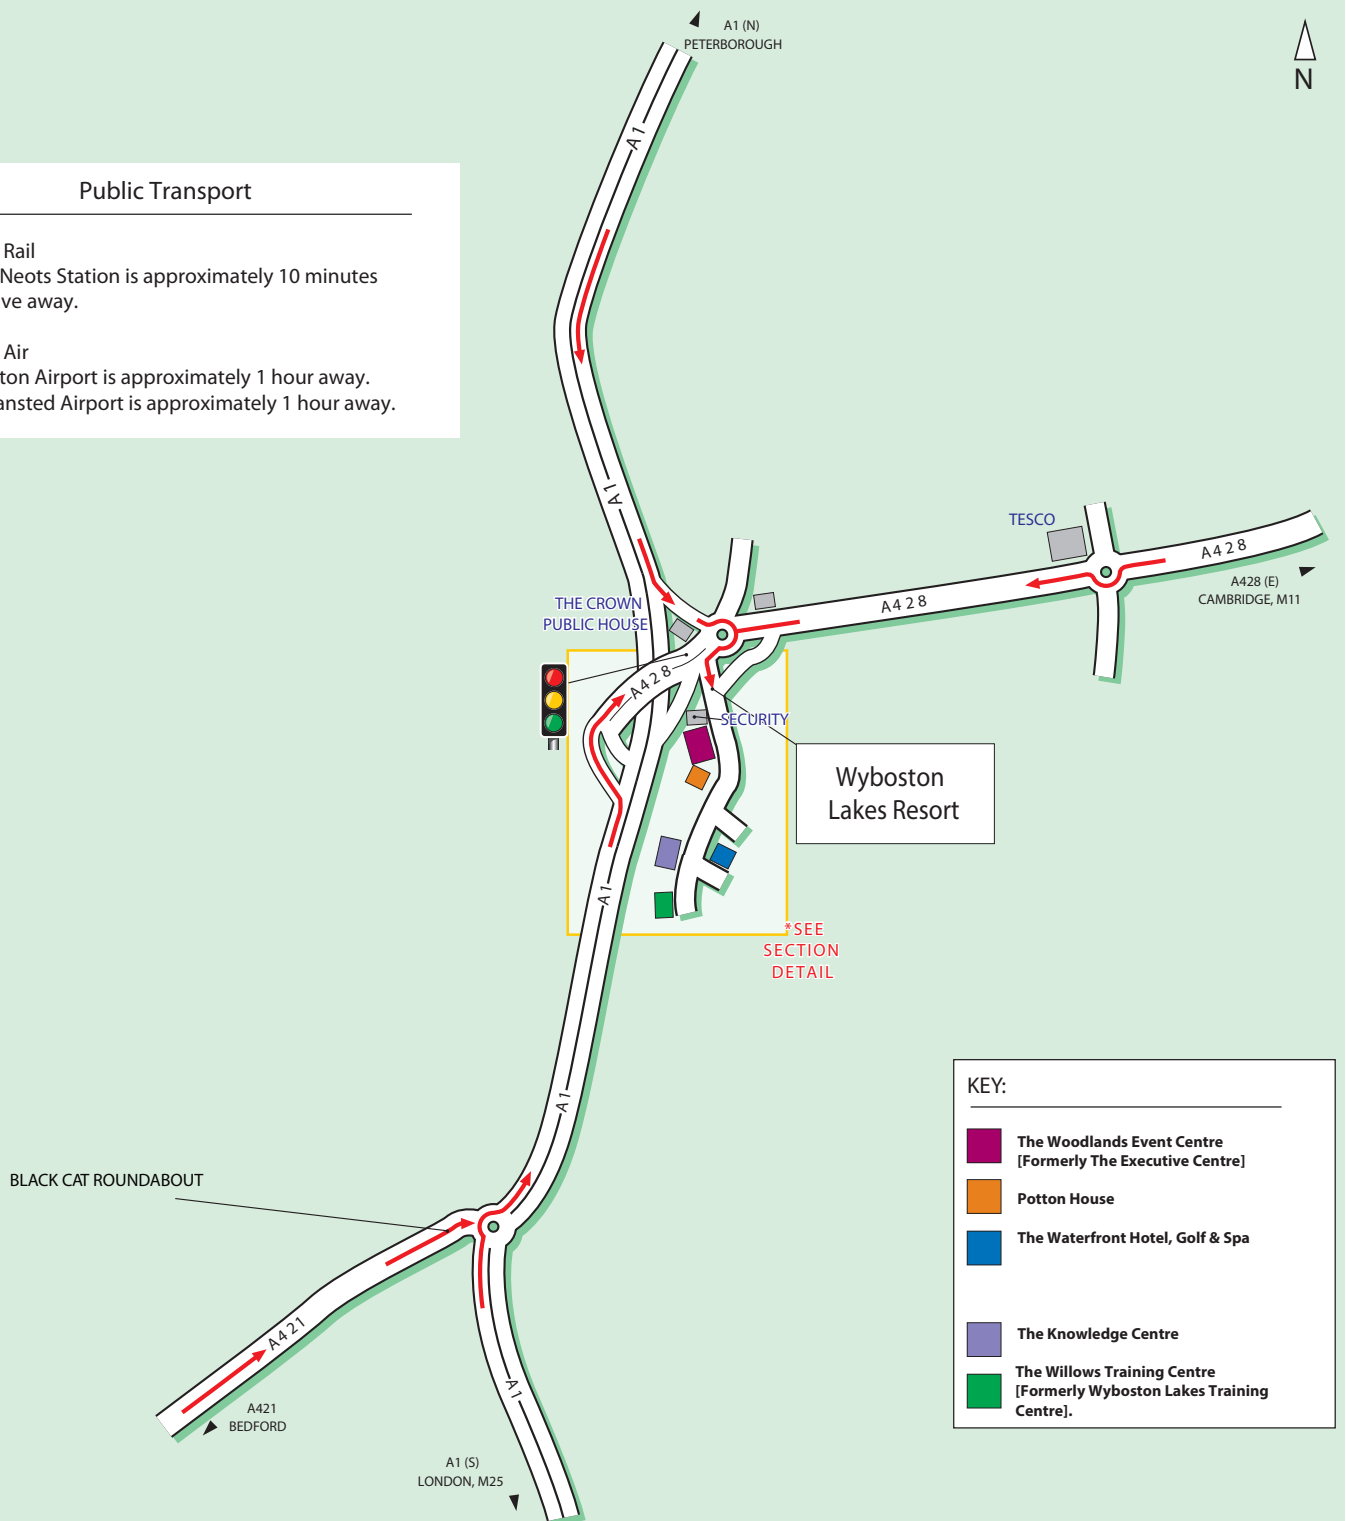 A1 (N)
PETERBOROUGH
N
Public Transport
Rail
Neots Station is approximately 10 minutes
ve away.
Air
ton Airport is approximately 1 hour away.
ansted Airport is approximately 1 hour away.
A1
A1
TESCO
A428
A428 (E)
CAMBRIDGE, M11
A428
THE CROWN
PUBLIC HOUSE
A428
SECURITY
Wyboston
Lakes Resort
A1
*SEE
SECTION
DETAIL
A1
KEY:
The Woodlands Event Centre
[Formerly The Executive Centre]
Potton House
The Waterfront Hotel, Golf & Spa
The Knowledge Centre
The Willows Training Centre
[Formerly Wyboston Lakes Training
Centre].
BLACK CAT ROUNDABOUT
A421
A421
BEDFORD
A1
A1 (S)
LONDON, M25